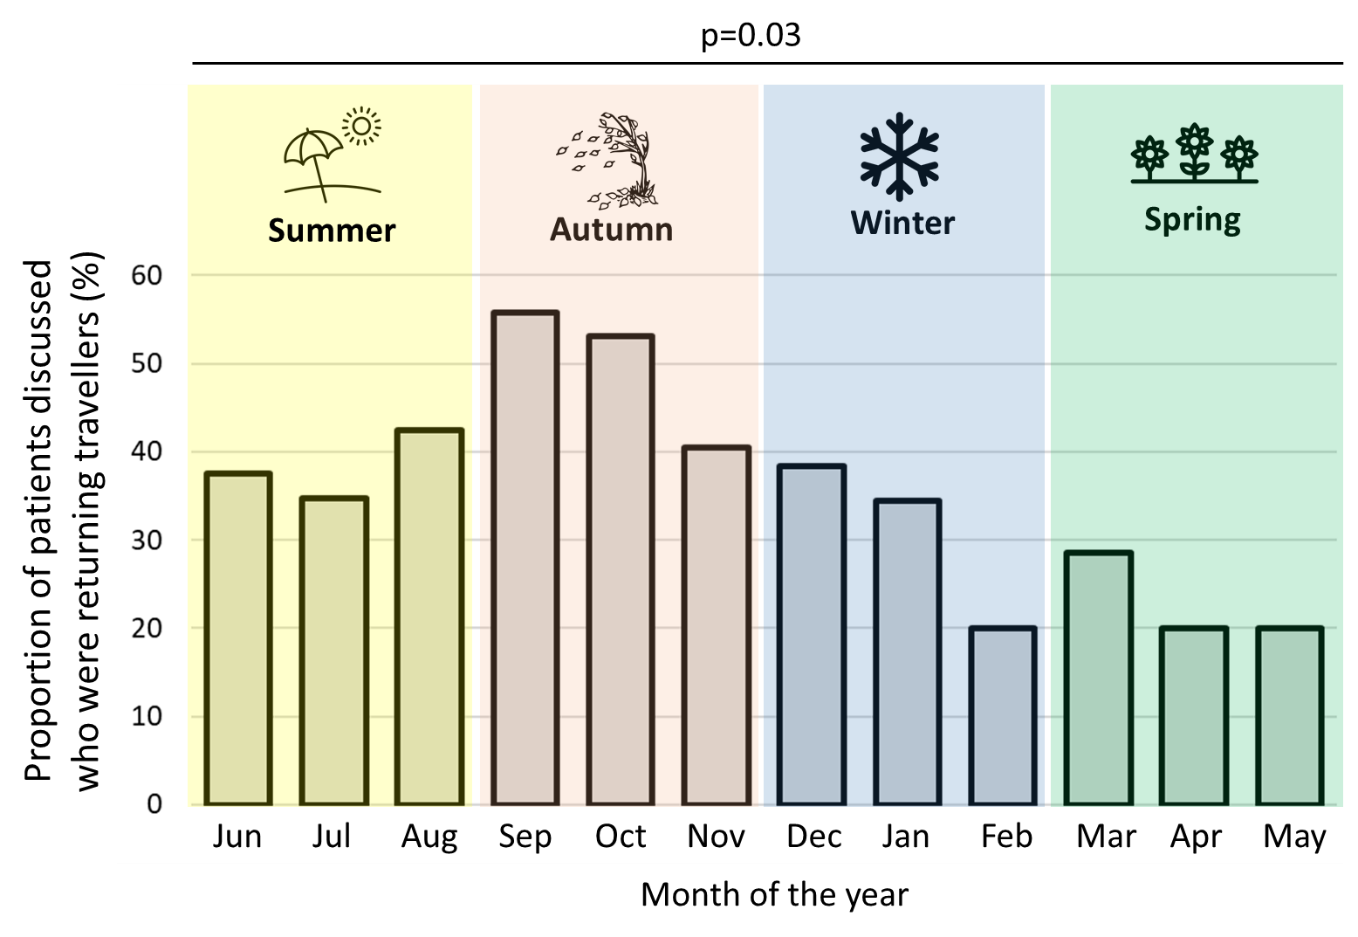 p=0.03
Summer
Autumn
Winter
Spring
Proportion of patients discussed
who were returning travellers (%)
60
50
40
30
20
10
0
Jun Jul Aug Sep Oct Nov Dec Jan Feb Mar Apr May
Month of the year